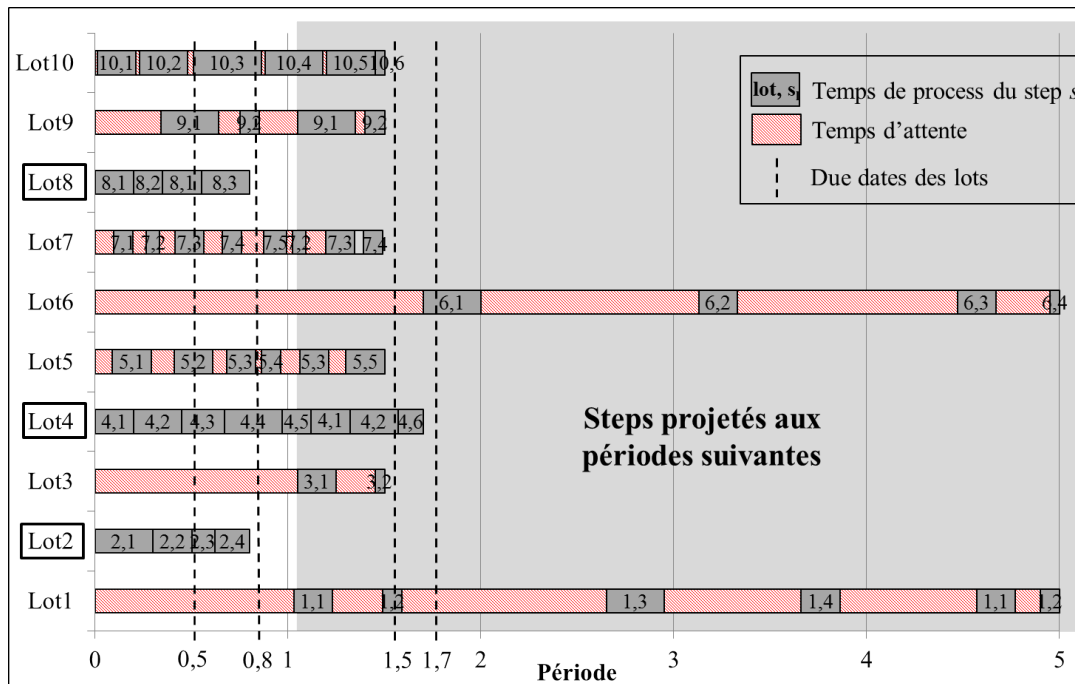 Lot10
10,1 10,2 10,3 10,4 10,5 10,6
lot, s
Temps de process du step s
Temps d'attente
Due dates des lots
Lot9
9,1 9,2 9,1 9,2
Lot8
8,1 8,2 8,1 8,3
Lot7
7,1 7,2 7,3 7,4 7,5 7,2 7,3 7,4
Lot6
6,1 6,2 6,3 6,4
Lot5
5,1 5,2 5,3 5,4 5,3 5,5
Lot4
4,1 4,2 4,3 4,4 4,5 4,1 4,2 4,6
Steps projetés aux
périodes suivantes
Lot3
3,1 3,2
Lot2
2,1 2,2 2,3 2,4
Lot1
1,1 1,2 1,3 1,4 1,1 1,2
0 0,5 0,8 1 1,5 1,7 2 3 4 5
Période